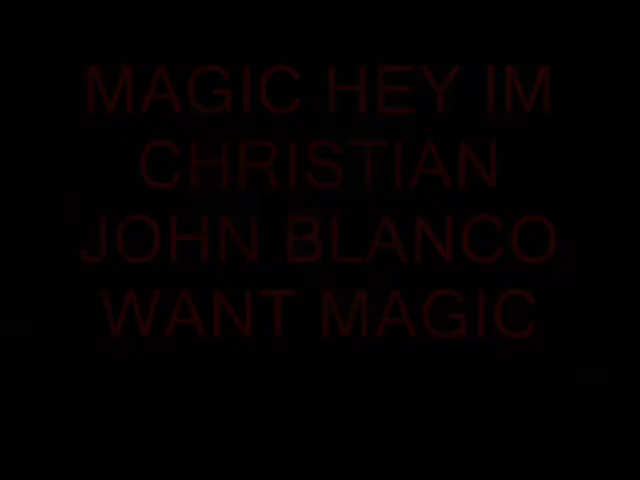 MAGIC HEY IM
CHRISTIAN
JOHN BLANCO
WANT MAGIC